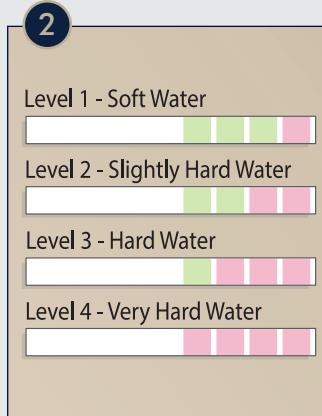 2
Level 1 - Soft Water
Level 2 - Slightly Hard Water
Level 3 - Hard Water
Level 4 - Very Hard Water